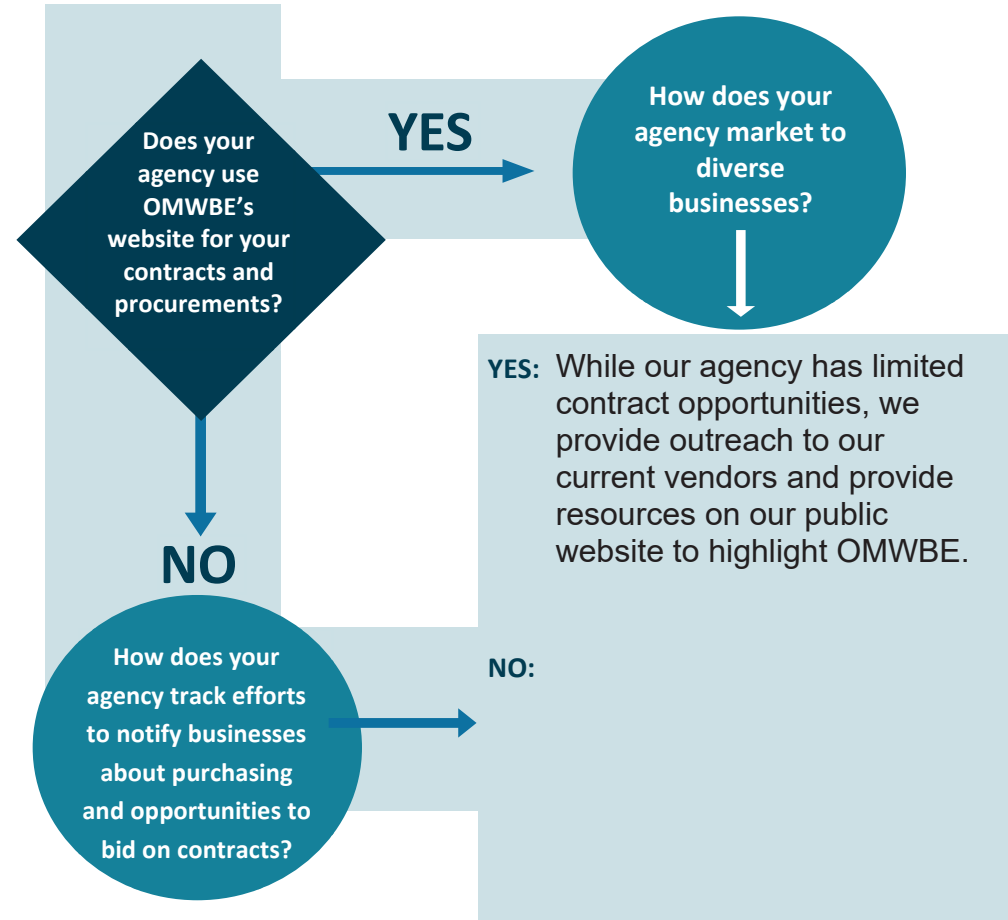 Does your
agency use
OMWBE’s
website for your
contracts and
procurements?
YES
How does your
agency market to
diverse
businesses?
YES: While our agency has limited
contract opportunities, we
provide outreach to our
current vendors and provide
resources on our public
website to highlight OMWBE.
NO
How does your
agency track efforts
to notify businesses
about purchasing
and opportunities to
bid on contracts?
NO: